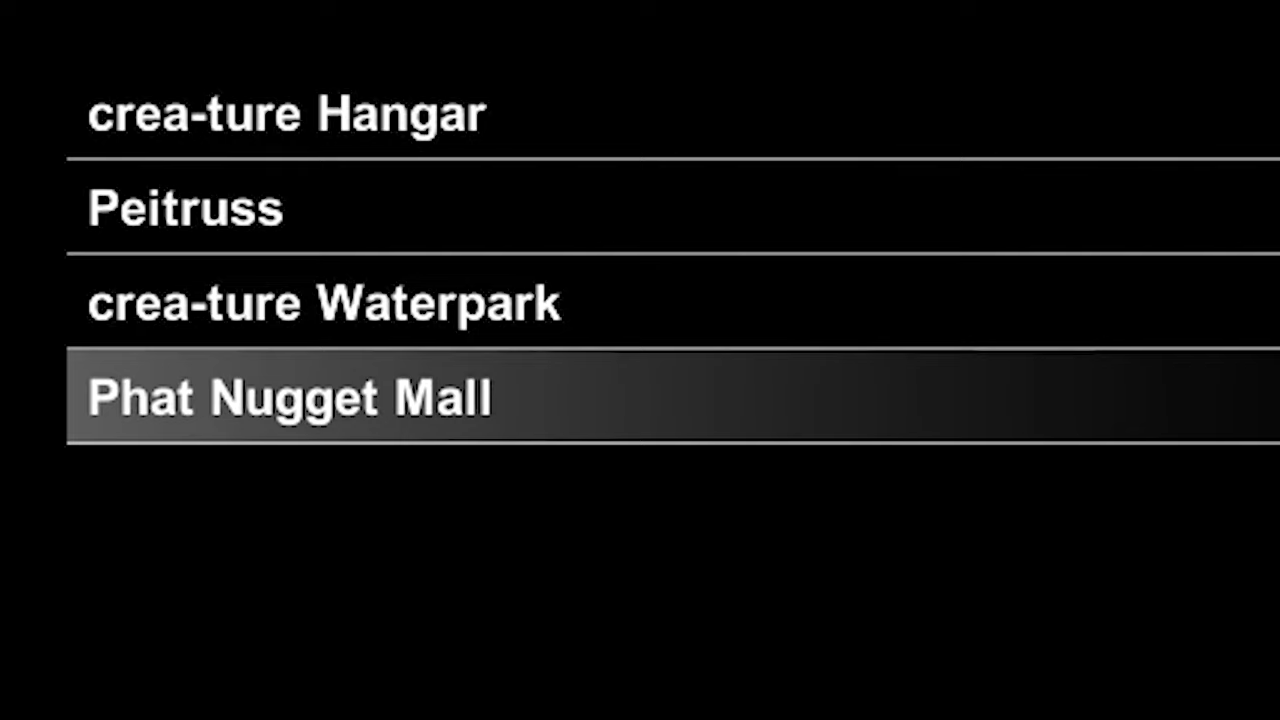 crea-ture Hangar
Peitruss
crea-ture Waterpark
Phat Nugget Mall